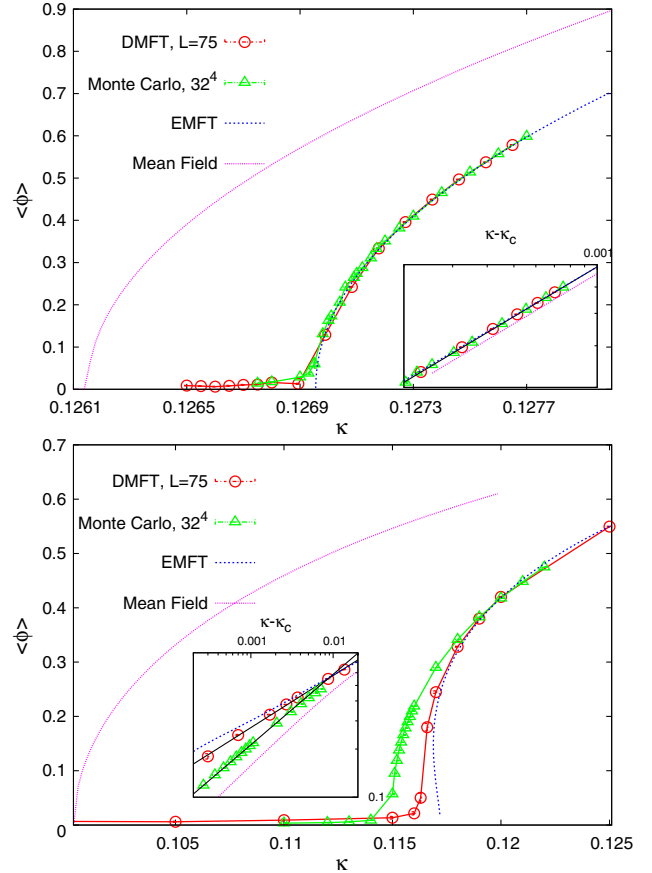 0.9
0.8
0.7
0.6
0.5
0.4
0.3
0.2
0.1
0
<ϕ>
DMFT, L=75
Monte Carlo, 32⁴
EMFT
Mean Field
κ-κc
0.001
0.1261 0.1265 0.1269 0.1273 0.1277
κ
0.7
0.6
0.5
0.4
0.3
0.2
0.1
0
<ϕ>
DMFT, L=75
Monte Carlo, 32⁴
EMFT
Mean Field
κ-κc
0.001 0.01
0.1
0.105 0.11 0.115 0.12 0.125
κ